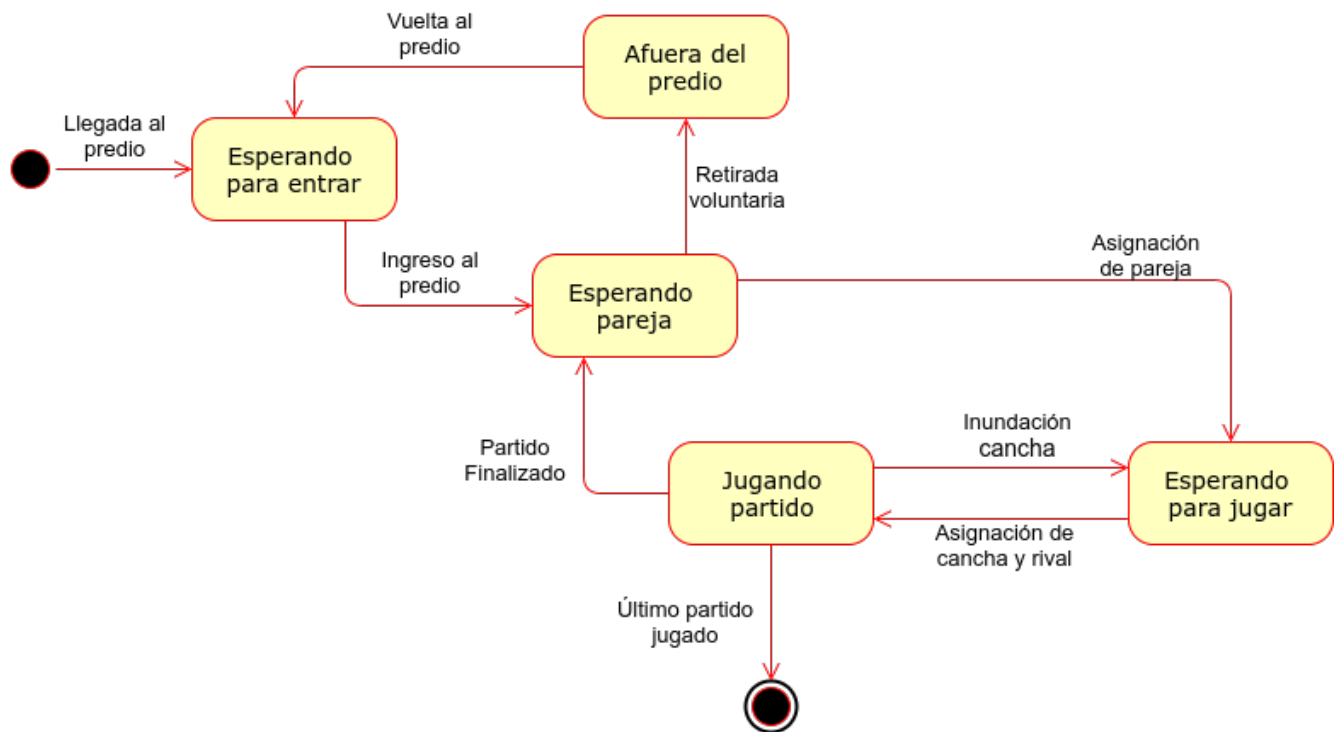 Vuelta al
predio
Afuera del
predio
Llegada al
predio
Esperando
para entrar
Retirada
voluntaria
Ingreso al
predio
Esperando
pareja
Asignación
de pareja
Partido
Finalizado
Jugando
partido
Inundación
cancha
Esperando
para jugar
Asignación de
cancha y rival
Último partido
jugado